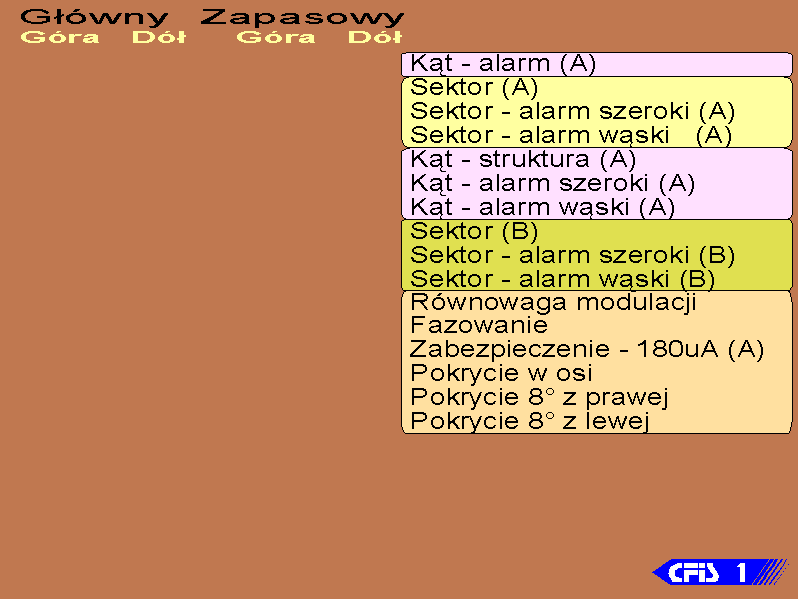 Główny Zapasowy
Góra Dół Góra Dół
Kąt - alarm (A)
Sektor (A)
Sektor - alarm szeroki (A)
Sektor - alarm wąski (A)
Kąt - struktura (A)
Kąt - alarm szeroki (A)
Kąt - alarm wąski (A)
Sektor (B)
Sektor - alarm szeroki (B)
Sektor - alarm wąski (B)
Równowaga modulacji
Fazowanie
Zabezpieczenie - 180uA (A)
Pokrycie w osi
Pokrycie 8° z prawej
Pokrycie 8° z lewej
CFIS 1